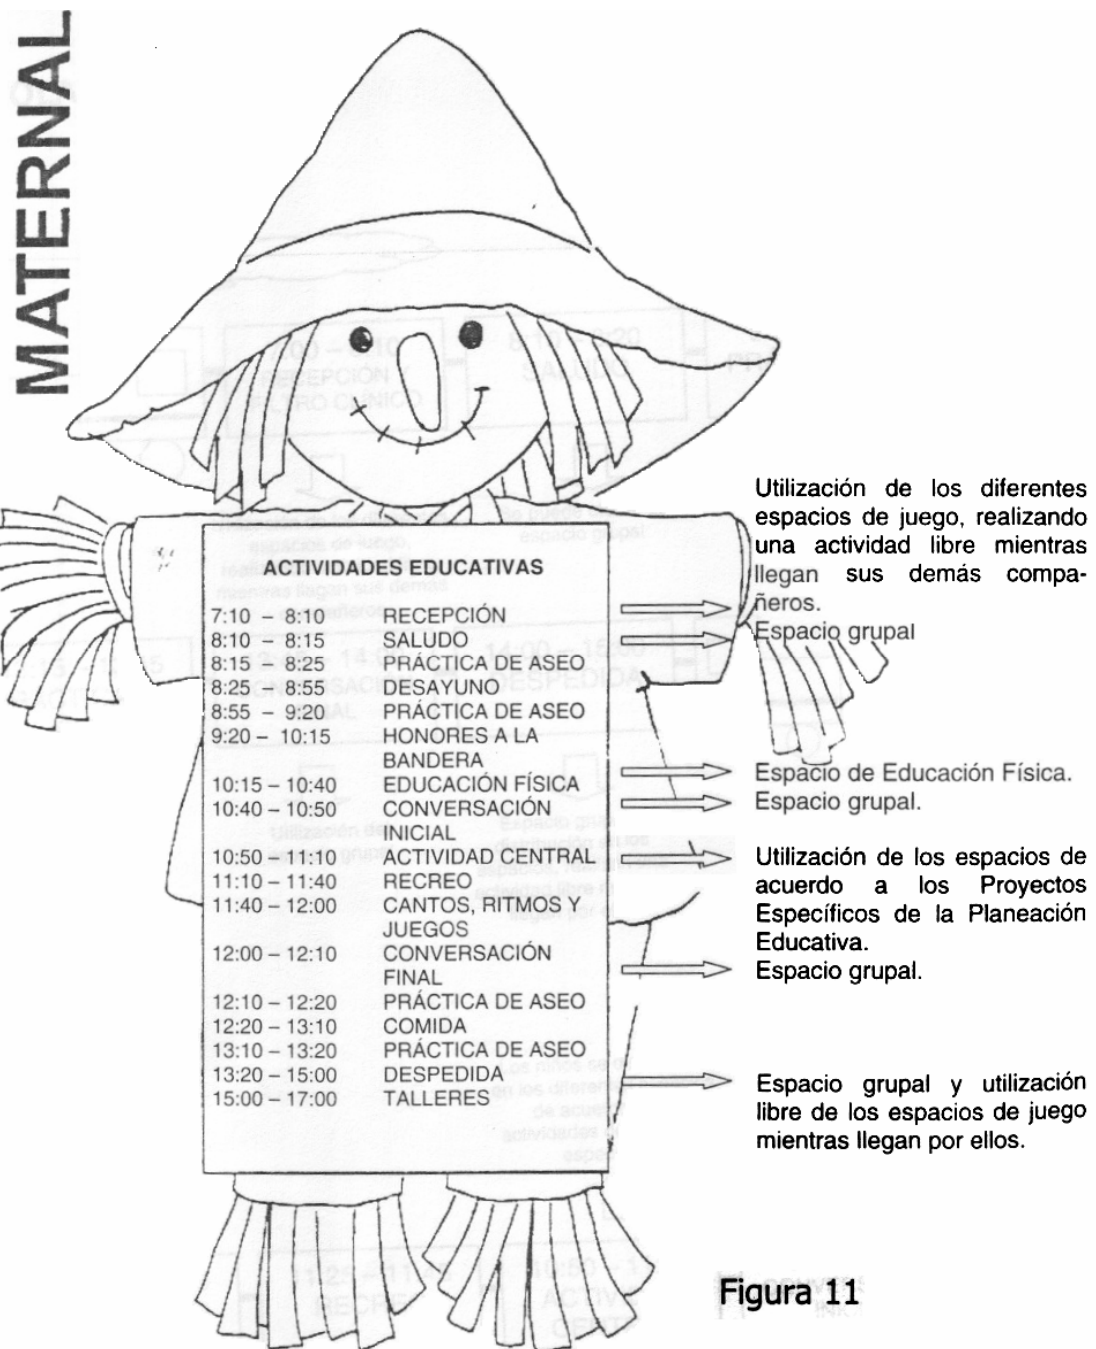 MATERNAL
ACTIVIDADES EDUCATIVAS
7:10 – 8:10 RECEPCIÓN
8:10 – 8:15 SALUDO
8:15 – 8:25 PRÁCTICA DE ASEO
8:25 – 8:55 DESAYUNO
8:55 – 9:20 PRÁCTICA DE ASEO
9:20 – 10:15 HONORES A LA
BANDERA
10:15 – 10:40 EDUCACIÓN FÍSICA
10:40 – 10:50 CONVERSACIÓN
INICIAL
10:50 – 11:10 ACTIVIDAD CENTRAL
11:10 – 11:40 RECREO
11:40 – 12:00 CANTOS, RITMOS Y
JUEGOS
12:00 – 12:10 CONVERSACIÓN
FINAL
12:10 – 12:20 PRÁCTICA DE ASEO
12:20 – 13:10 COMIDA
13:10 – 13:20 PRÁCTICA DE ASEO
13:20 – 15:00 DESPEDIDA
15:00 – 17:00 TALLERES
Utilización de los diferentes
espacios de juego, realizando
una actividad libre mientras
llegan sus demás compa-
ñeros.
Espacio grupal
Espacio de Educación Física.
Espacio grupal.
Utilización de los espacios de
acuerdo a los Proyectos
Específicos de la Planeación
Educativa.
Espacio grupal.
Espacio grupal y utilización
libre de los espacios de juego
mientras llegan por ellos.
Figura 11